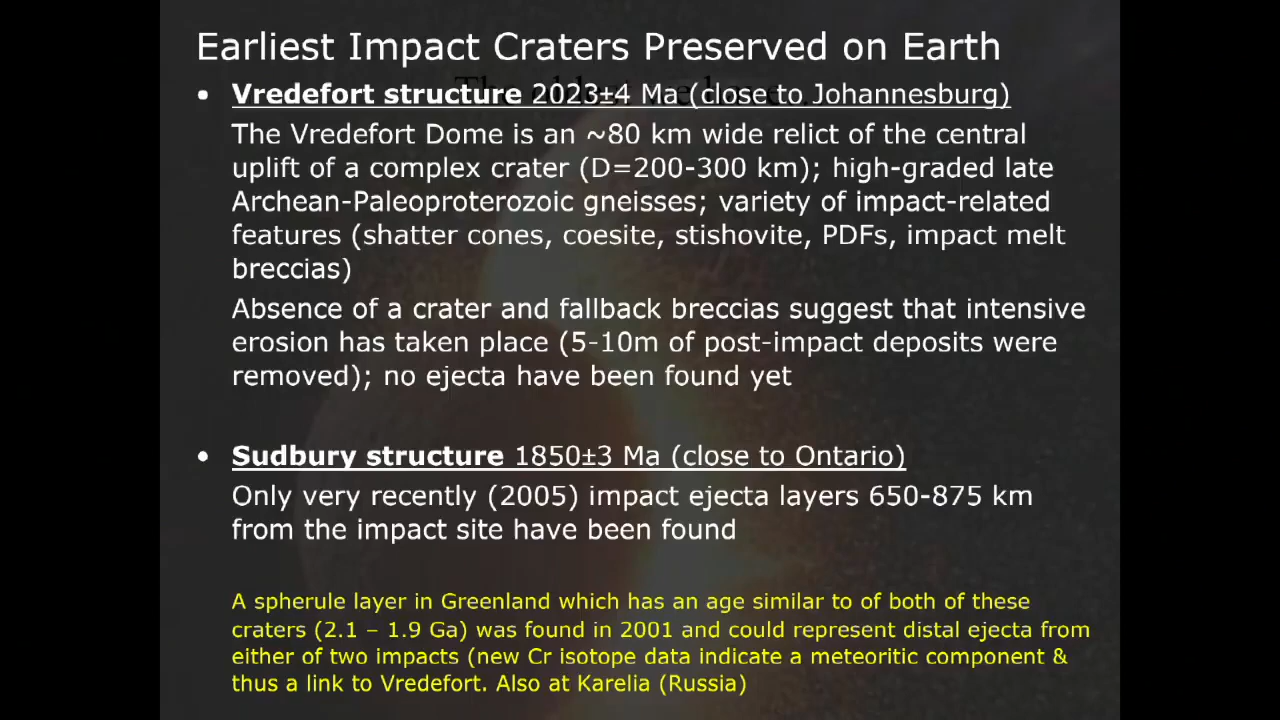 Earliest Impact Craters Preserved on Earth
• Vredefort structure 2023±4 Ma (close to Johannesburg)
The Vredefort Dome is an ~80 km wide relict of the central
uplift of a complex crater (D=200-300 km); high-graded late
Archean-Paleoproterozoic gneisses; variety of impact-related
features (shatter cones, coesite, stishovite, PDFs, impact melt
breccias)
Absence of a crater and fallback breccias suggest that intensive
erosion has taken place (5-10m of post-impact deposits were
removed); no ejecta have been found yet
• Sudbury structure 1850±3 Ma (close to Ontario)
Only very recently (2005) impact ejecta layers 650-875 km
from the impact site have been found
A spherule layer in Greenland which has an age similar to of both of these
craters (2.1 – 1.9 Ga) was found in 2001 and could represent distal ejecta from
either of two impacts (new Cr isotope data indicate a meteoritic component &
thus a link to Vredefort. Also at Karelia (Russia)